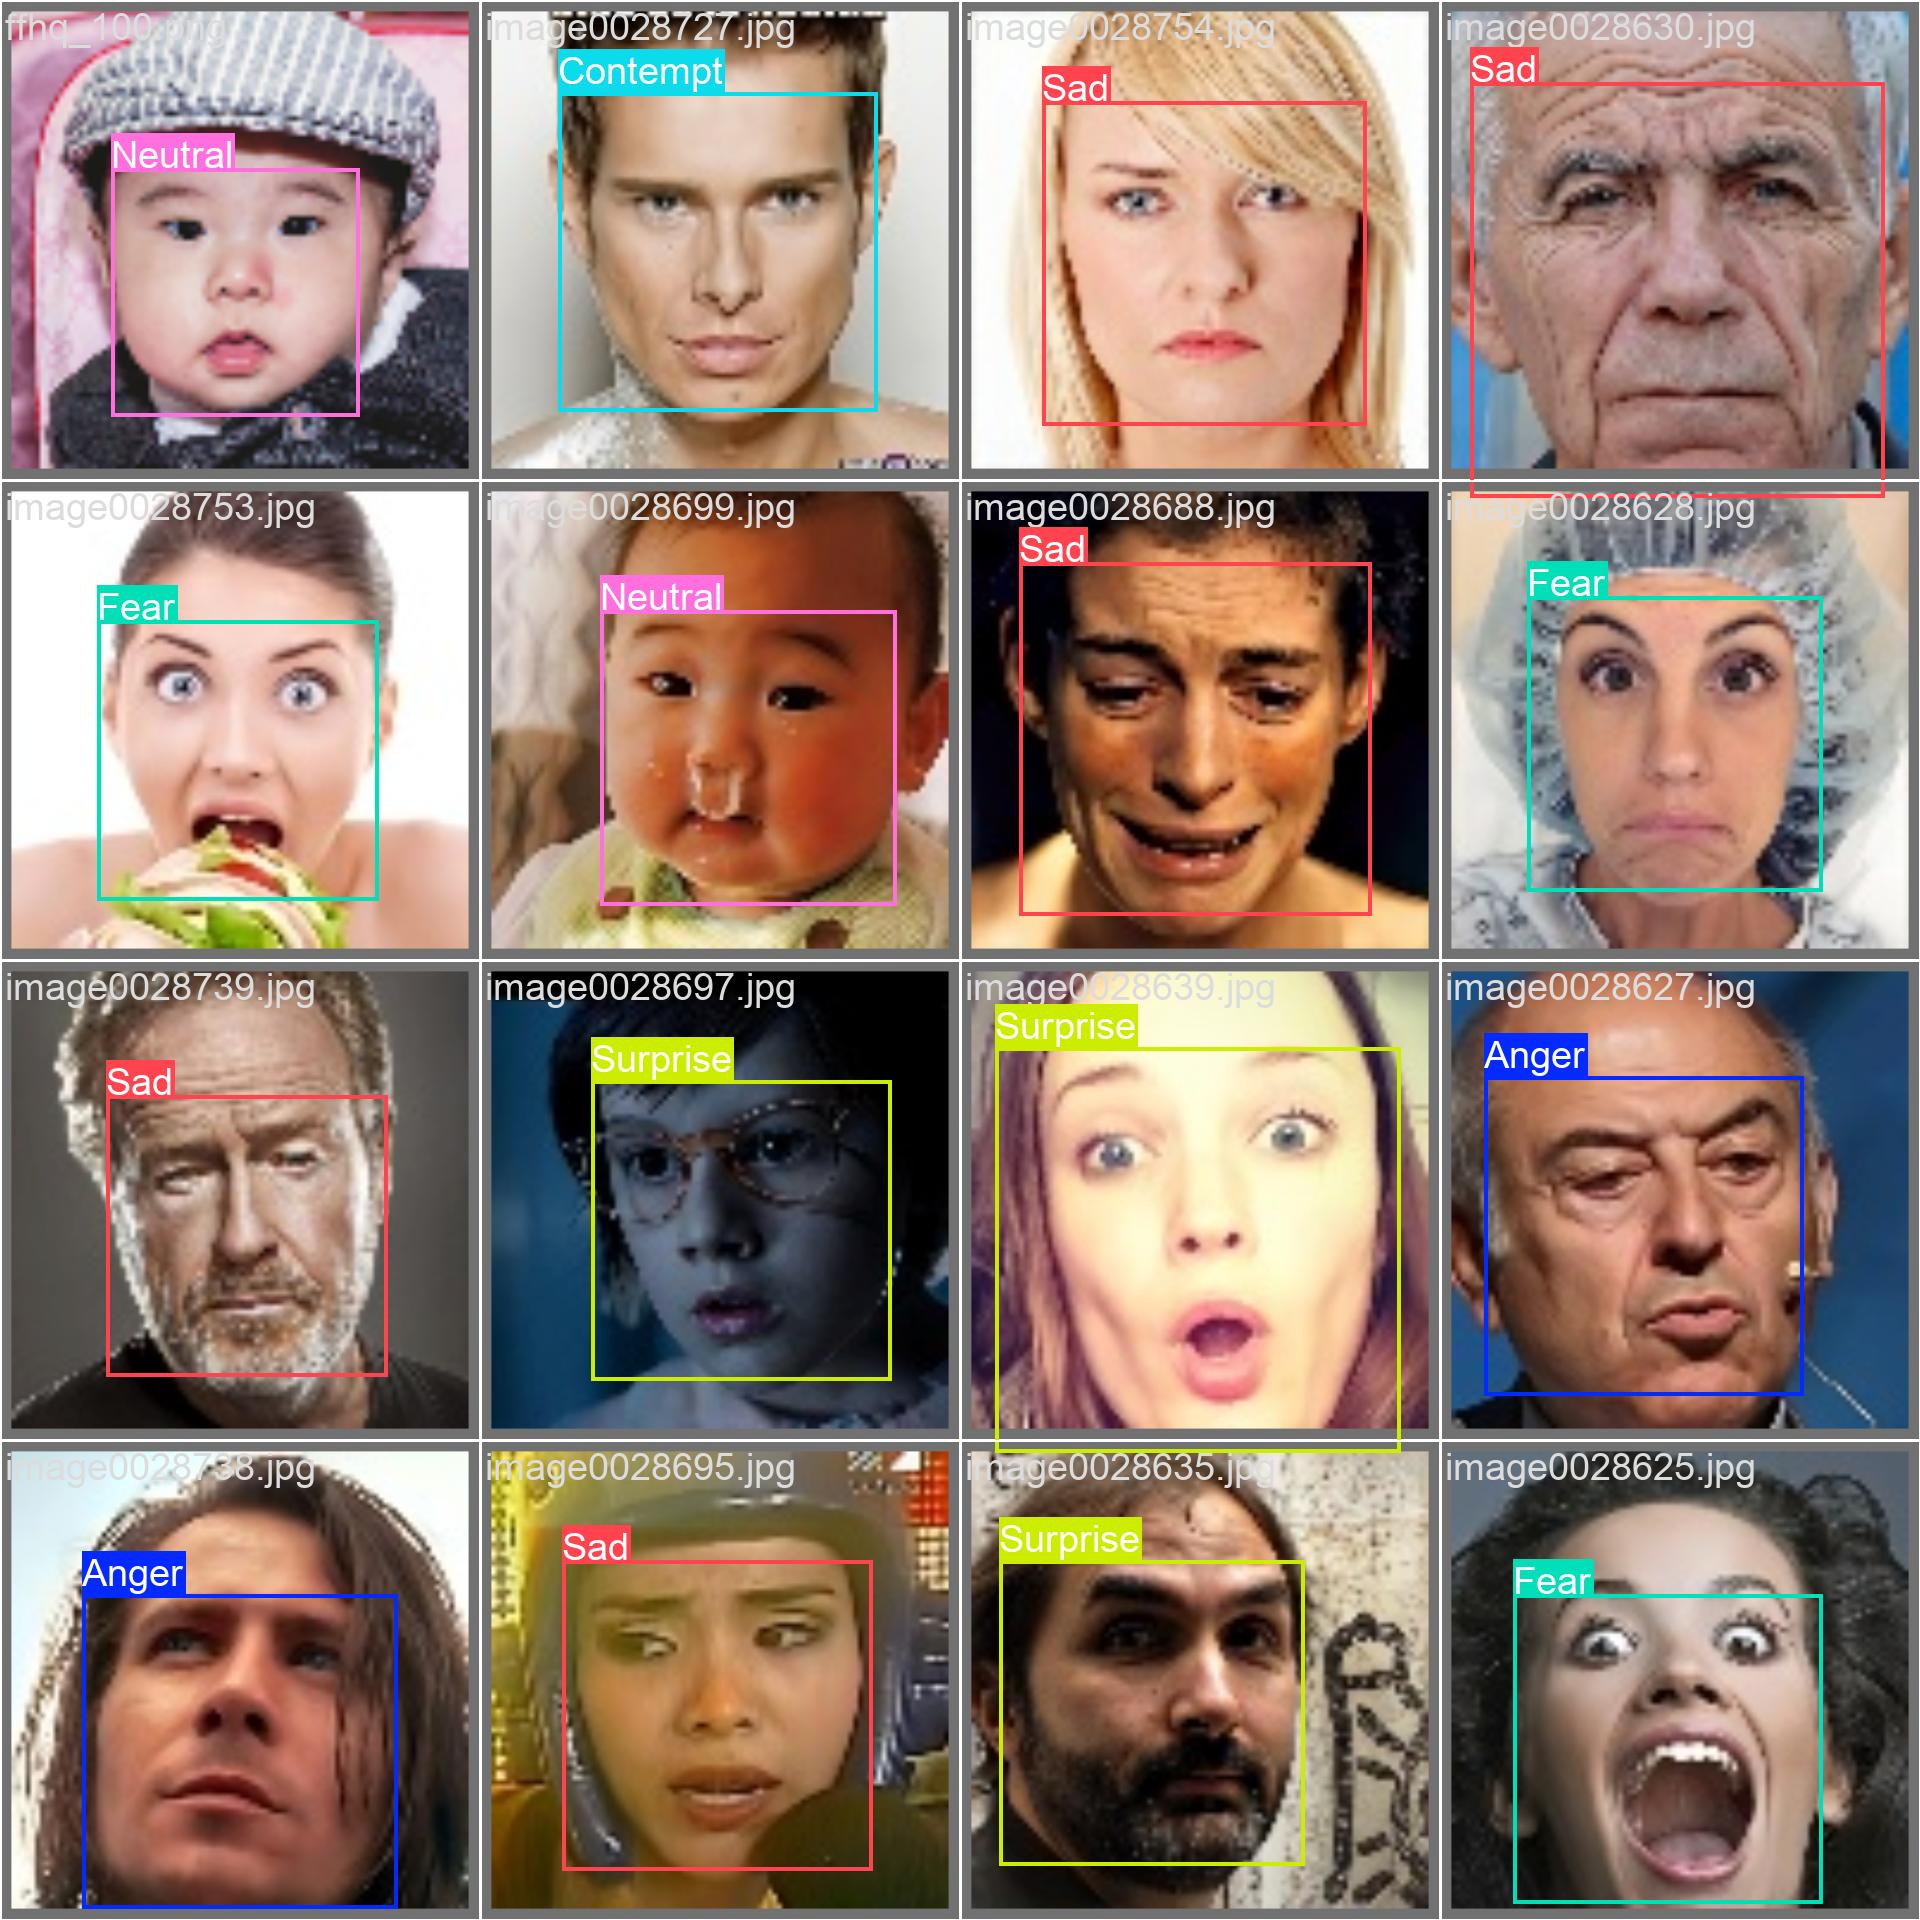 ffhq_100.png
Neutral
image0028727.jpg
Contempt
image0028754.jpg
Sad
image0028630.jpg
Sad
image0028753.jpg
Fear
image0028699.jpg
Neutral
image0028688.jpg
Sad
image0028628.jpg
Fear
image0028739.jpg
Sad
image0028697.jpg
Surprise
image0028639.jpg
Surprise
image0028627.jpg
Anger
image0028738.jpg
Anger
image0028695.jpg
Sad
image0028635.jpg
Surprise
image0028625.jpg
Fear